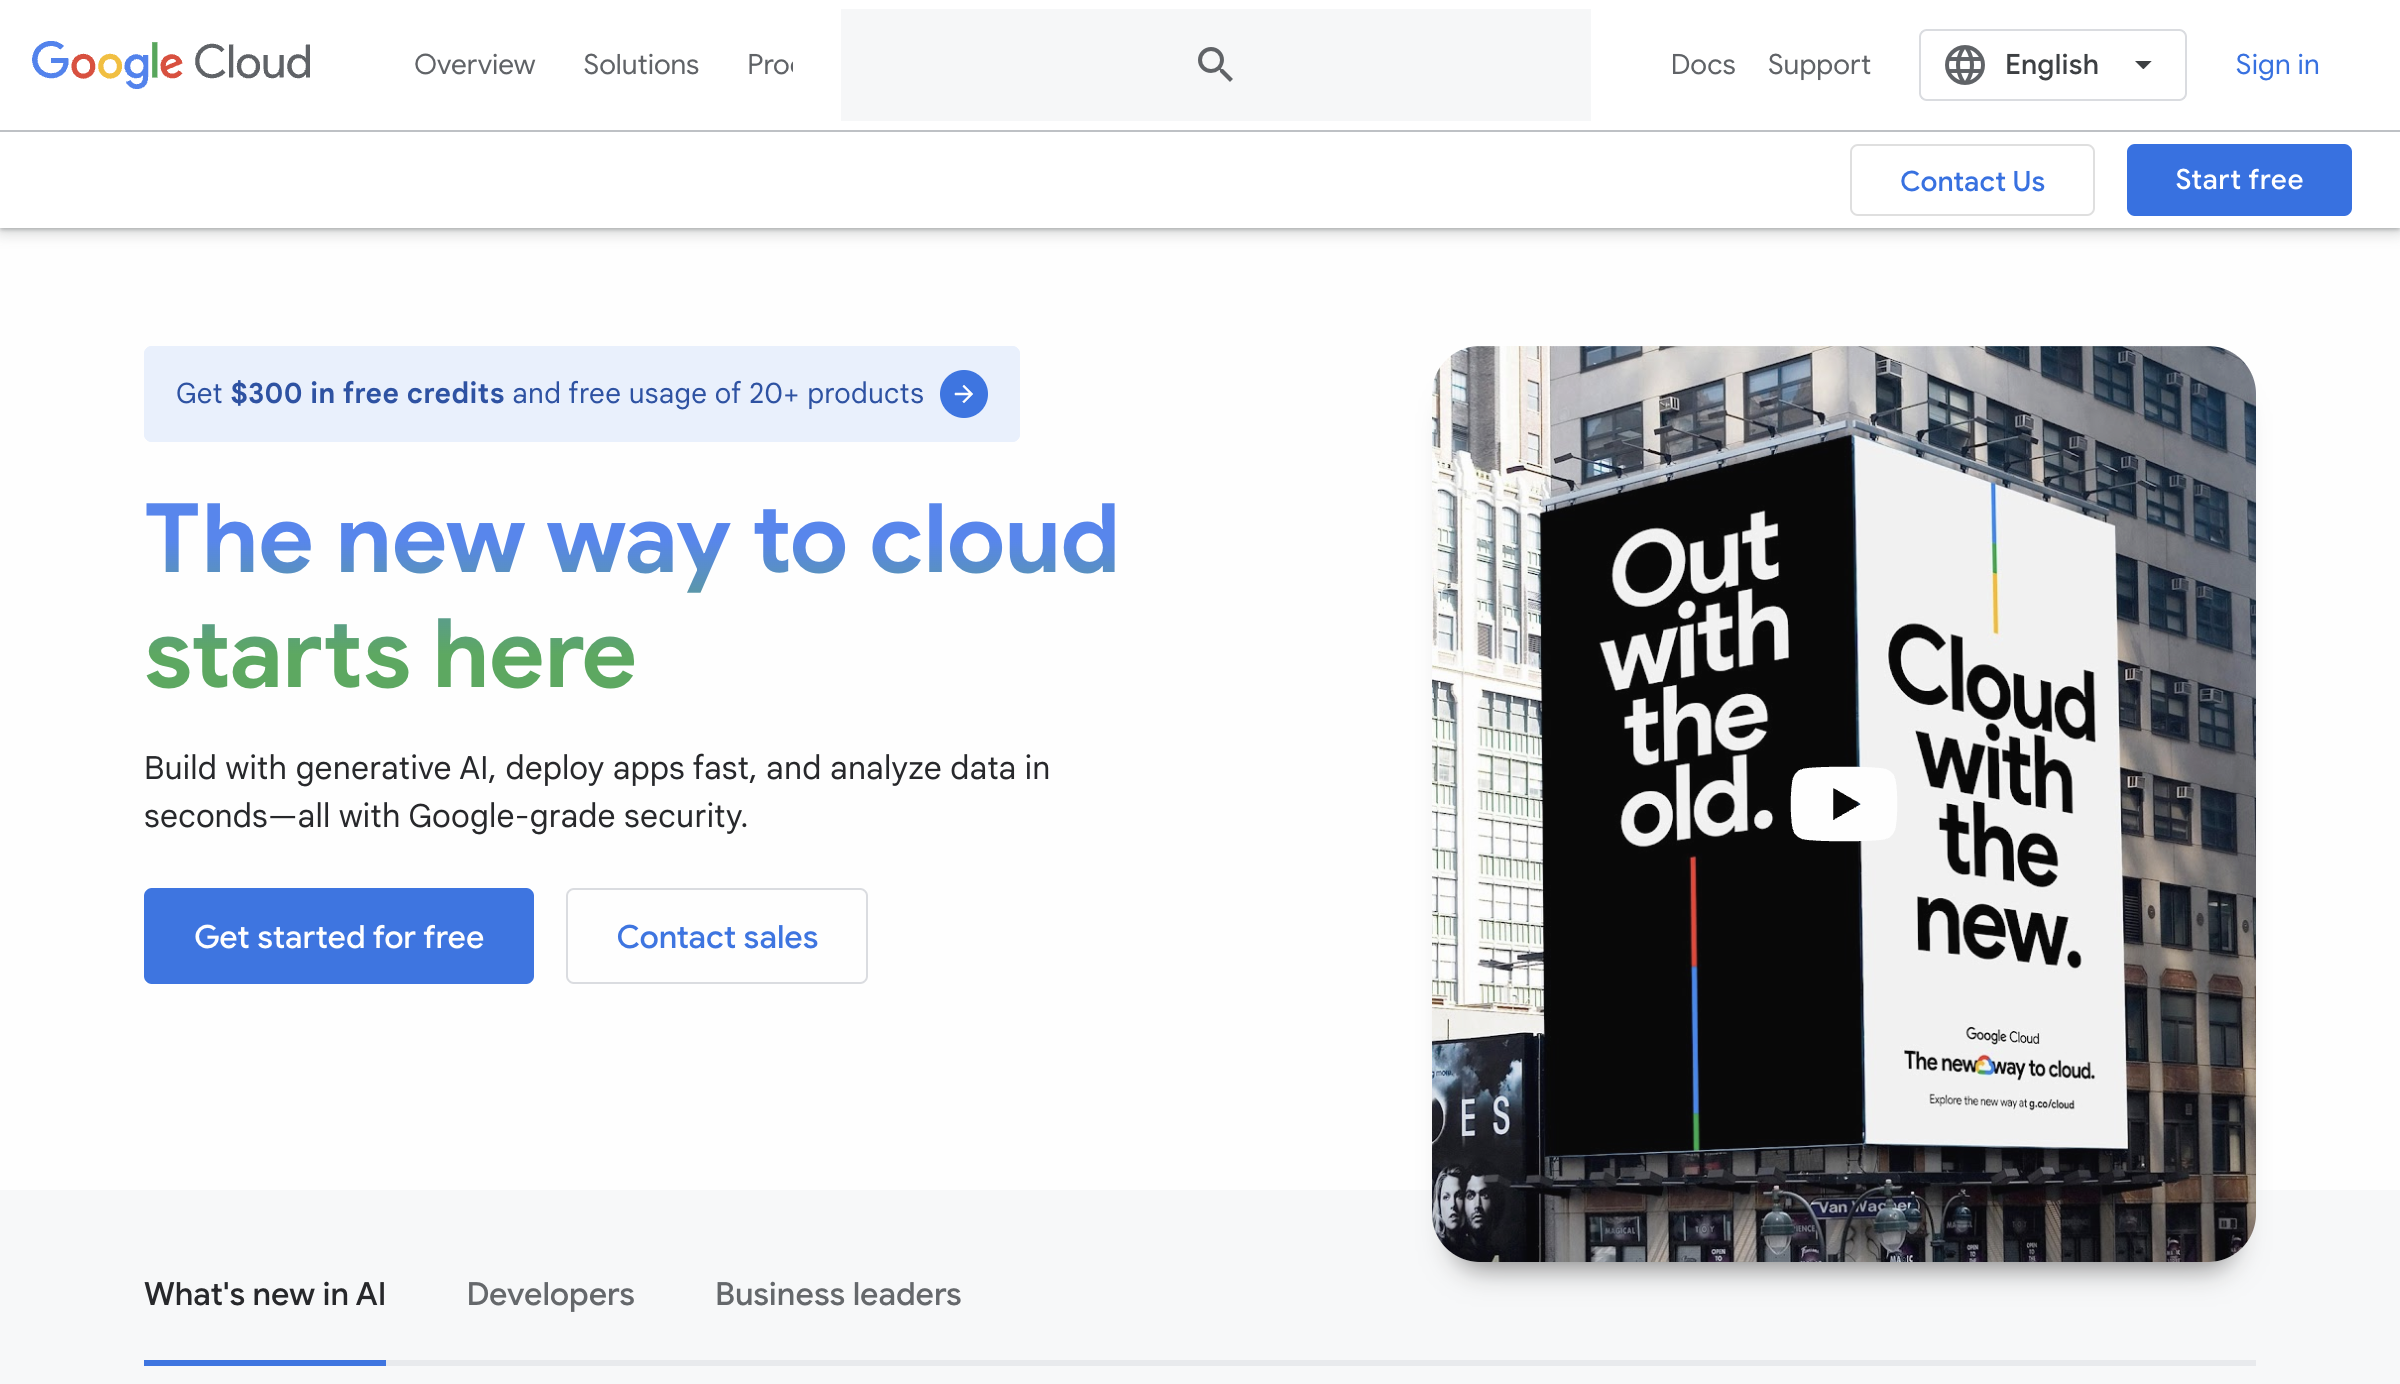 Google Cloud
Overview
Solutions
Docs
Support
English
Sign in
Contact Us
Start free
Get $300 in free credits and free usage of 20+ products
The new way to cloud
starts here
Build with generative AI, deploy apps fast, and analyze data in
seconds—all with Google-grade security.
Get started for free
Contact sales
Out
with
the
old.
Cloud
with
the
new.
Google Cloud
The new way to cloud.
Explore the new way at g.co/cloud
ES
Van Wagner
What's new in AI
Developers
Business leaders